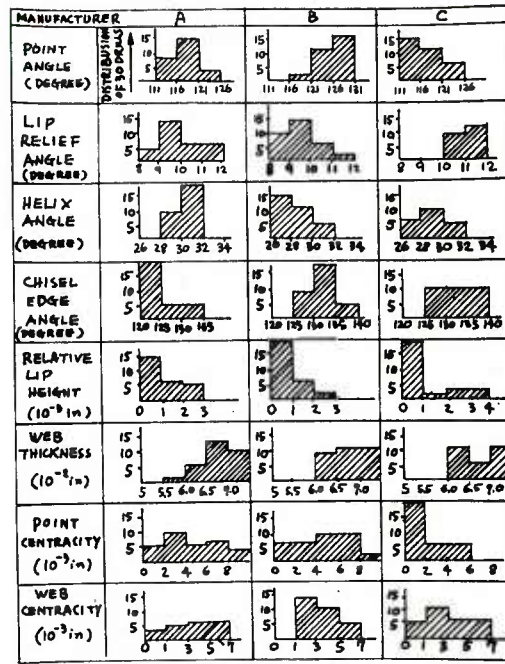 MANUFACTURER A B C
POINT ANGLE (DEGREE)
DISTRIBUTION OF 30 DRILLS
15 10 5
111 116 121 126
15 10 5
111 116 121 126 131
15 10 5
111 116 121 126
LIP RELIEF ANGLE (DEGREE)
15 10 5
8 9 10 11 12
15 10 5
8 9 10 11 12
15 10 5
8 9 10 11 12
HELIX ANGLE (DEGREE)
15 10 5
26 28 30 32 34
15 10 5
26 28 30 32 34
15 10 5
26 28 30 32 34
CHISEL EDGE ANGLE (DEGREE)
15 10 5
120 125 130 135
15 10 5
120 125 130 135 140
15 10 5
120 125 130 135 140
RELATIVE LIP HEIGHT (10⁻³ in)
15 10 5
0 1 2 3
15 10 5
0 1 2 3
15 10 5
0 1 2 3 4
WEB THICKNESS (10⁻² in)
15 10 5
5 5.5 6.0 6.5
15 10 5
5 5.5 6.0 6.5
15 10 5
5 5.5 6.0 6.5
POINT CENTRACITY (10⁻³ in)
15 10 5
0 2 4 6 8
15 10 5
0 2 4 6 8
15 10 5
0 2 4 6
WEB CENTRACITY (10⁻³ in)
15 10 5
0 1 3 5 7
15 10 5
0 1 3 5 7
15 10 5
0 1 3 5 7